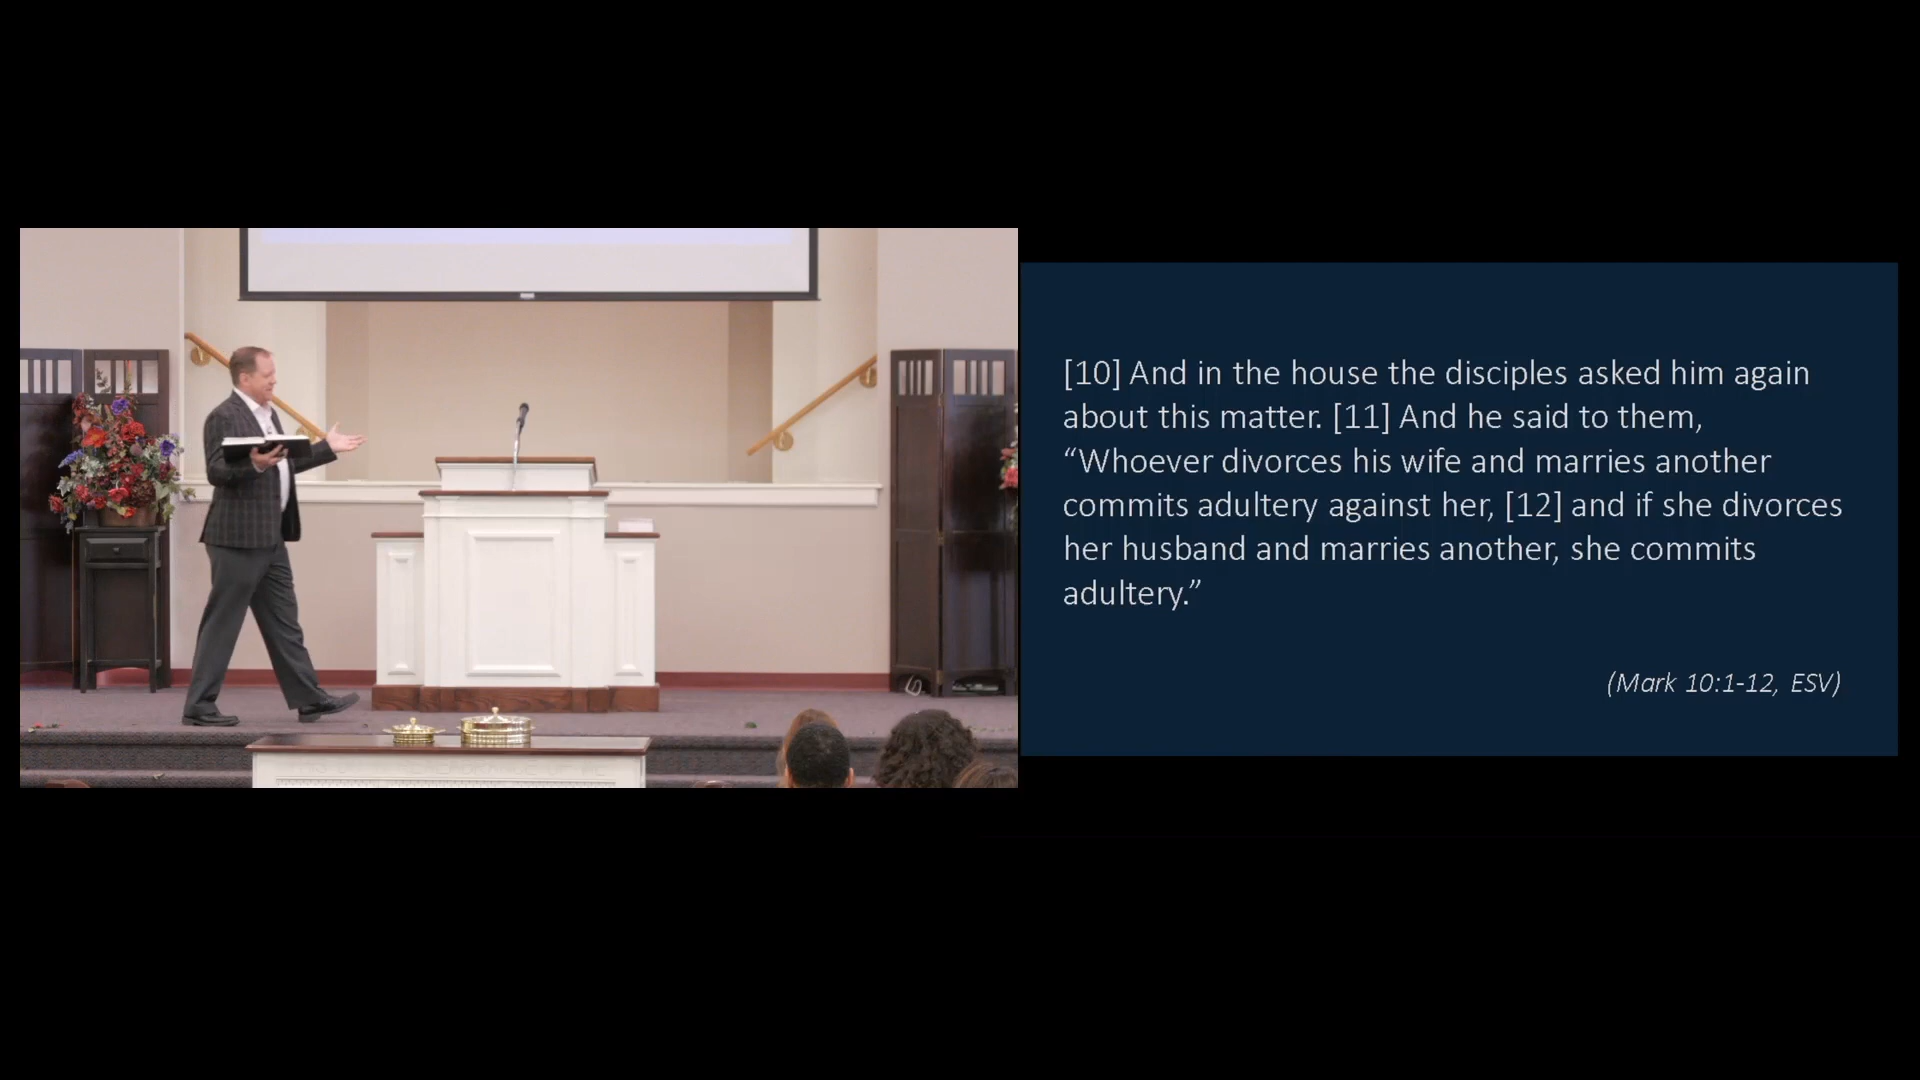 [10] And in the house the disciples asked him again
about this matter. [11] And he said to them,
“Whoever divorces his wife and marries another
commits adultery against her, [12] and if she divorces
her husband and marries another, she commits
adultery.”
(Mark 10:1-12, ESV)